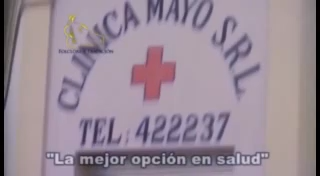 CLINICA MAYO S.R.L.
TEL: 422237
"La mejor opción en salud"